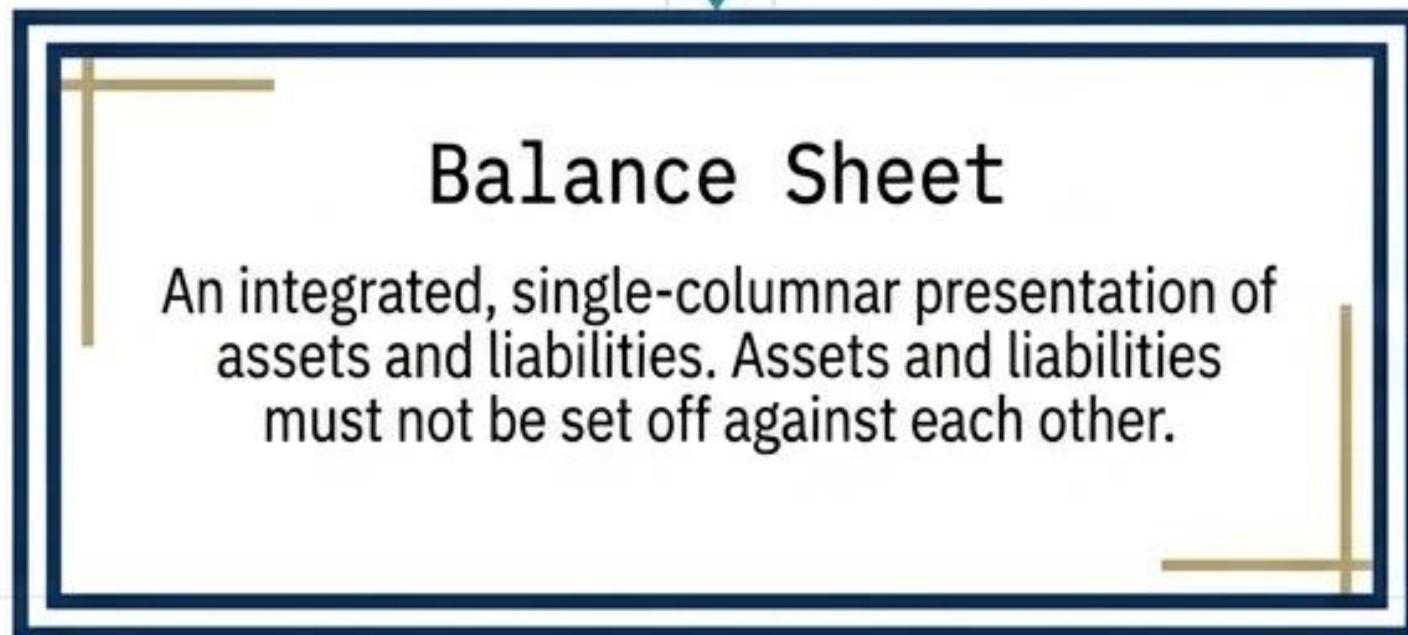 Balance Sheet
An integrated, single-columnar presentation of
assets and liabilities. Assets and liabilities
must not be set off against each other.